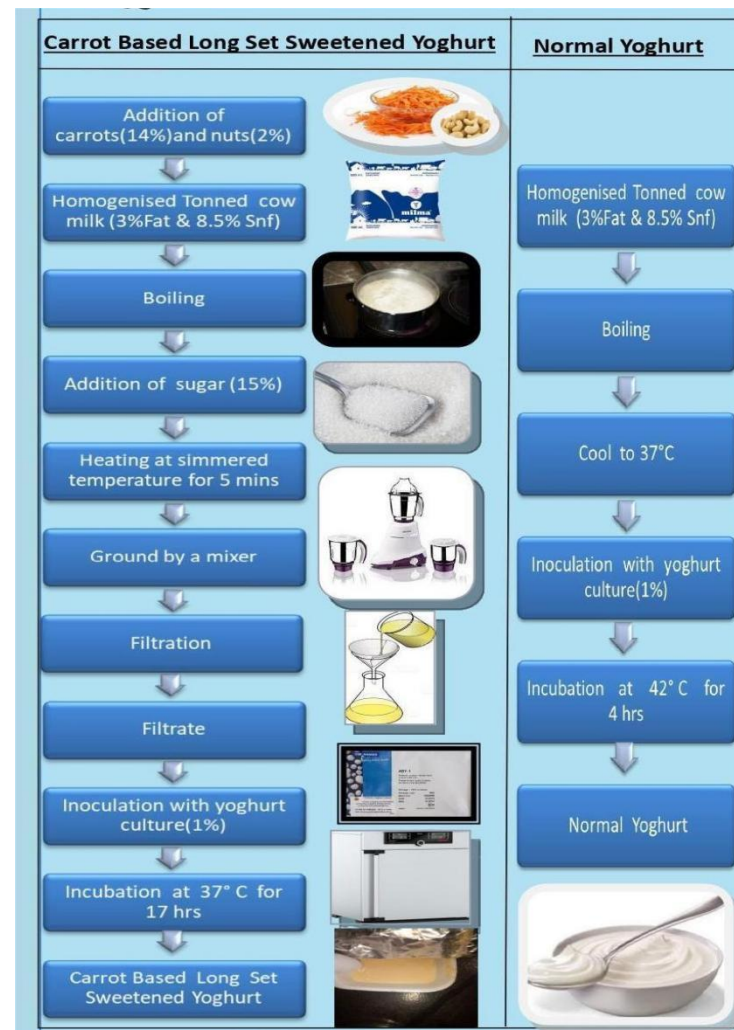 Carrot Based Long Set Sweetened Yoghurt
Addition of
carrots(14%)and nuts(2%)
Homogenised Tonned cow
milk (3%Fat & 8.5% Snf)
milma
Boiling
Addition of sugar (15%)
Heating at simmered
temperature for 5 mins
Ground by a mixer
Filtration
Filtrate
Inoculation with yoghurt
culture(1%)
Incubation at 37° C for
17 hrs
Carrot Based Long Set
Sweetened Yoghurt
Normal Yoghurt
Homogenised Tonned cow
milk (3%Fat & 8.5% Snf)
Boiling
Cool to 37°C
Inoculation with yoghurt
culture(1%)
Incubation at 42° C for
4 hrs
Normal Yoghurt